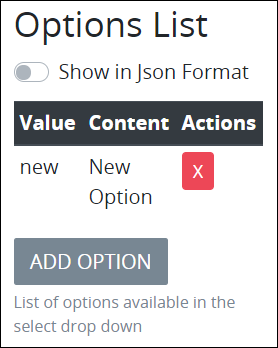 Options List
Show in Json Format
Value Content Actions
new New Option X
ADD OPTION
List of options available in the
select drop down